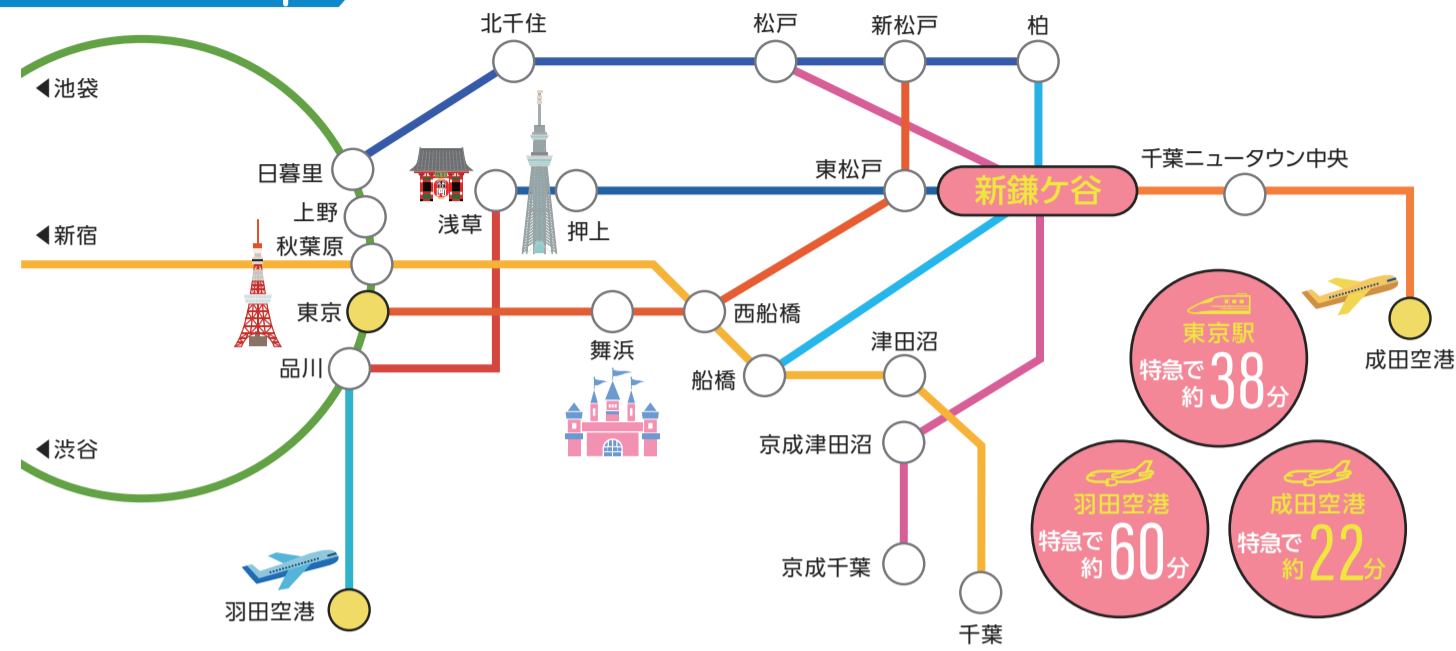 北千住
松戸
新松戸
柏
◀池袋
日暮里
東松戸
新鎌ケ谷
千葉ニュータウン中央
上野
浅草
押上
◀新宿
秋葉原
東京
西船橋
舞浜
品川
船橋
津田沼
成田空港
東京駅
特急で
約38分
◀渋谷
京成津田沼
羽田空港
特急で
約60分
成田空港
特急で
約22分
京成千葉
羽田空港
千葉